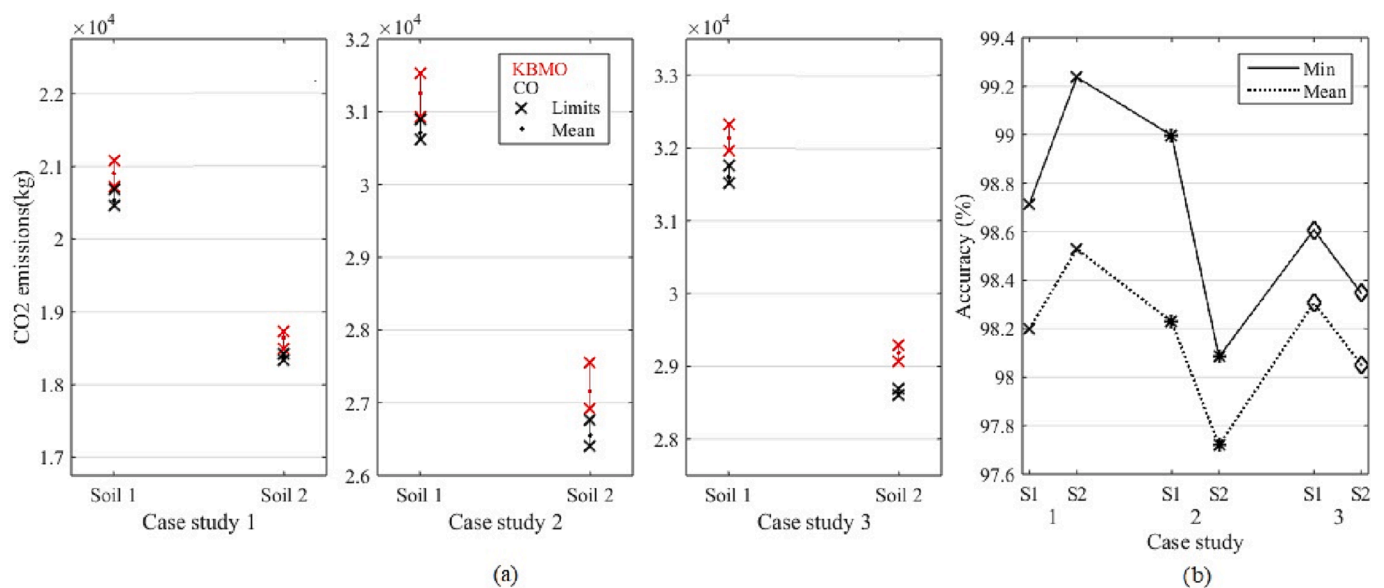 ×10⁴
2.2
2.1
2
1.9
1.8
1.7
CO2 emissions(kg)
Soil 1
Soil 2
Case study 1
×10⁴
3.2
3.1
3
2.9
2.8
2.7
2.6
KBMO
CO
Limits
Mean
Soil 1
Soil 2
Case study 2
×10⁴
3.3
3.2
3.1
3
2.9
2.8
Soil 1
Soil 2
Case study 3
(a)
99.4
99.2
99
98.8
98.6
98.4
98.2
98
97.8
97.6
Accuracy (%)
Min
Mean
S1 S2 S1 S2 S1 S2
1 2 3
Case study
(b)